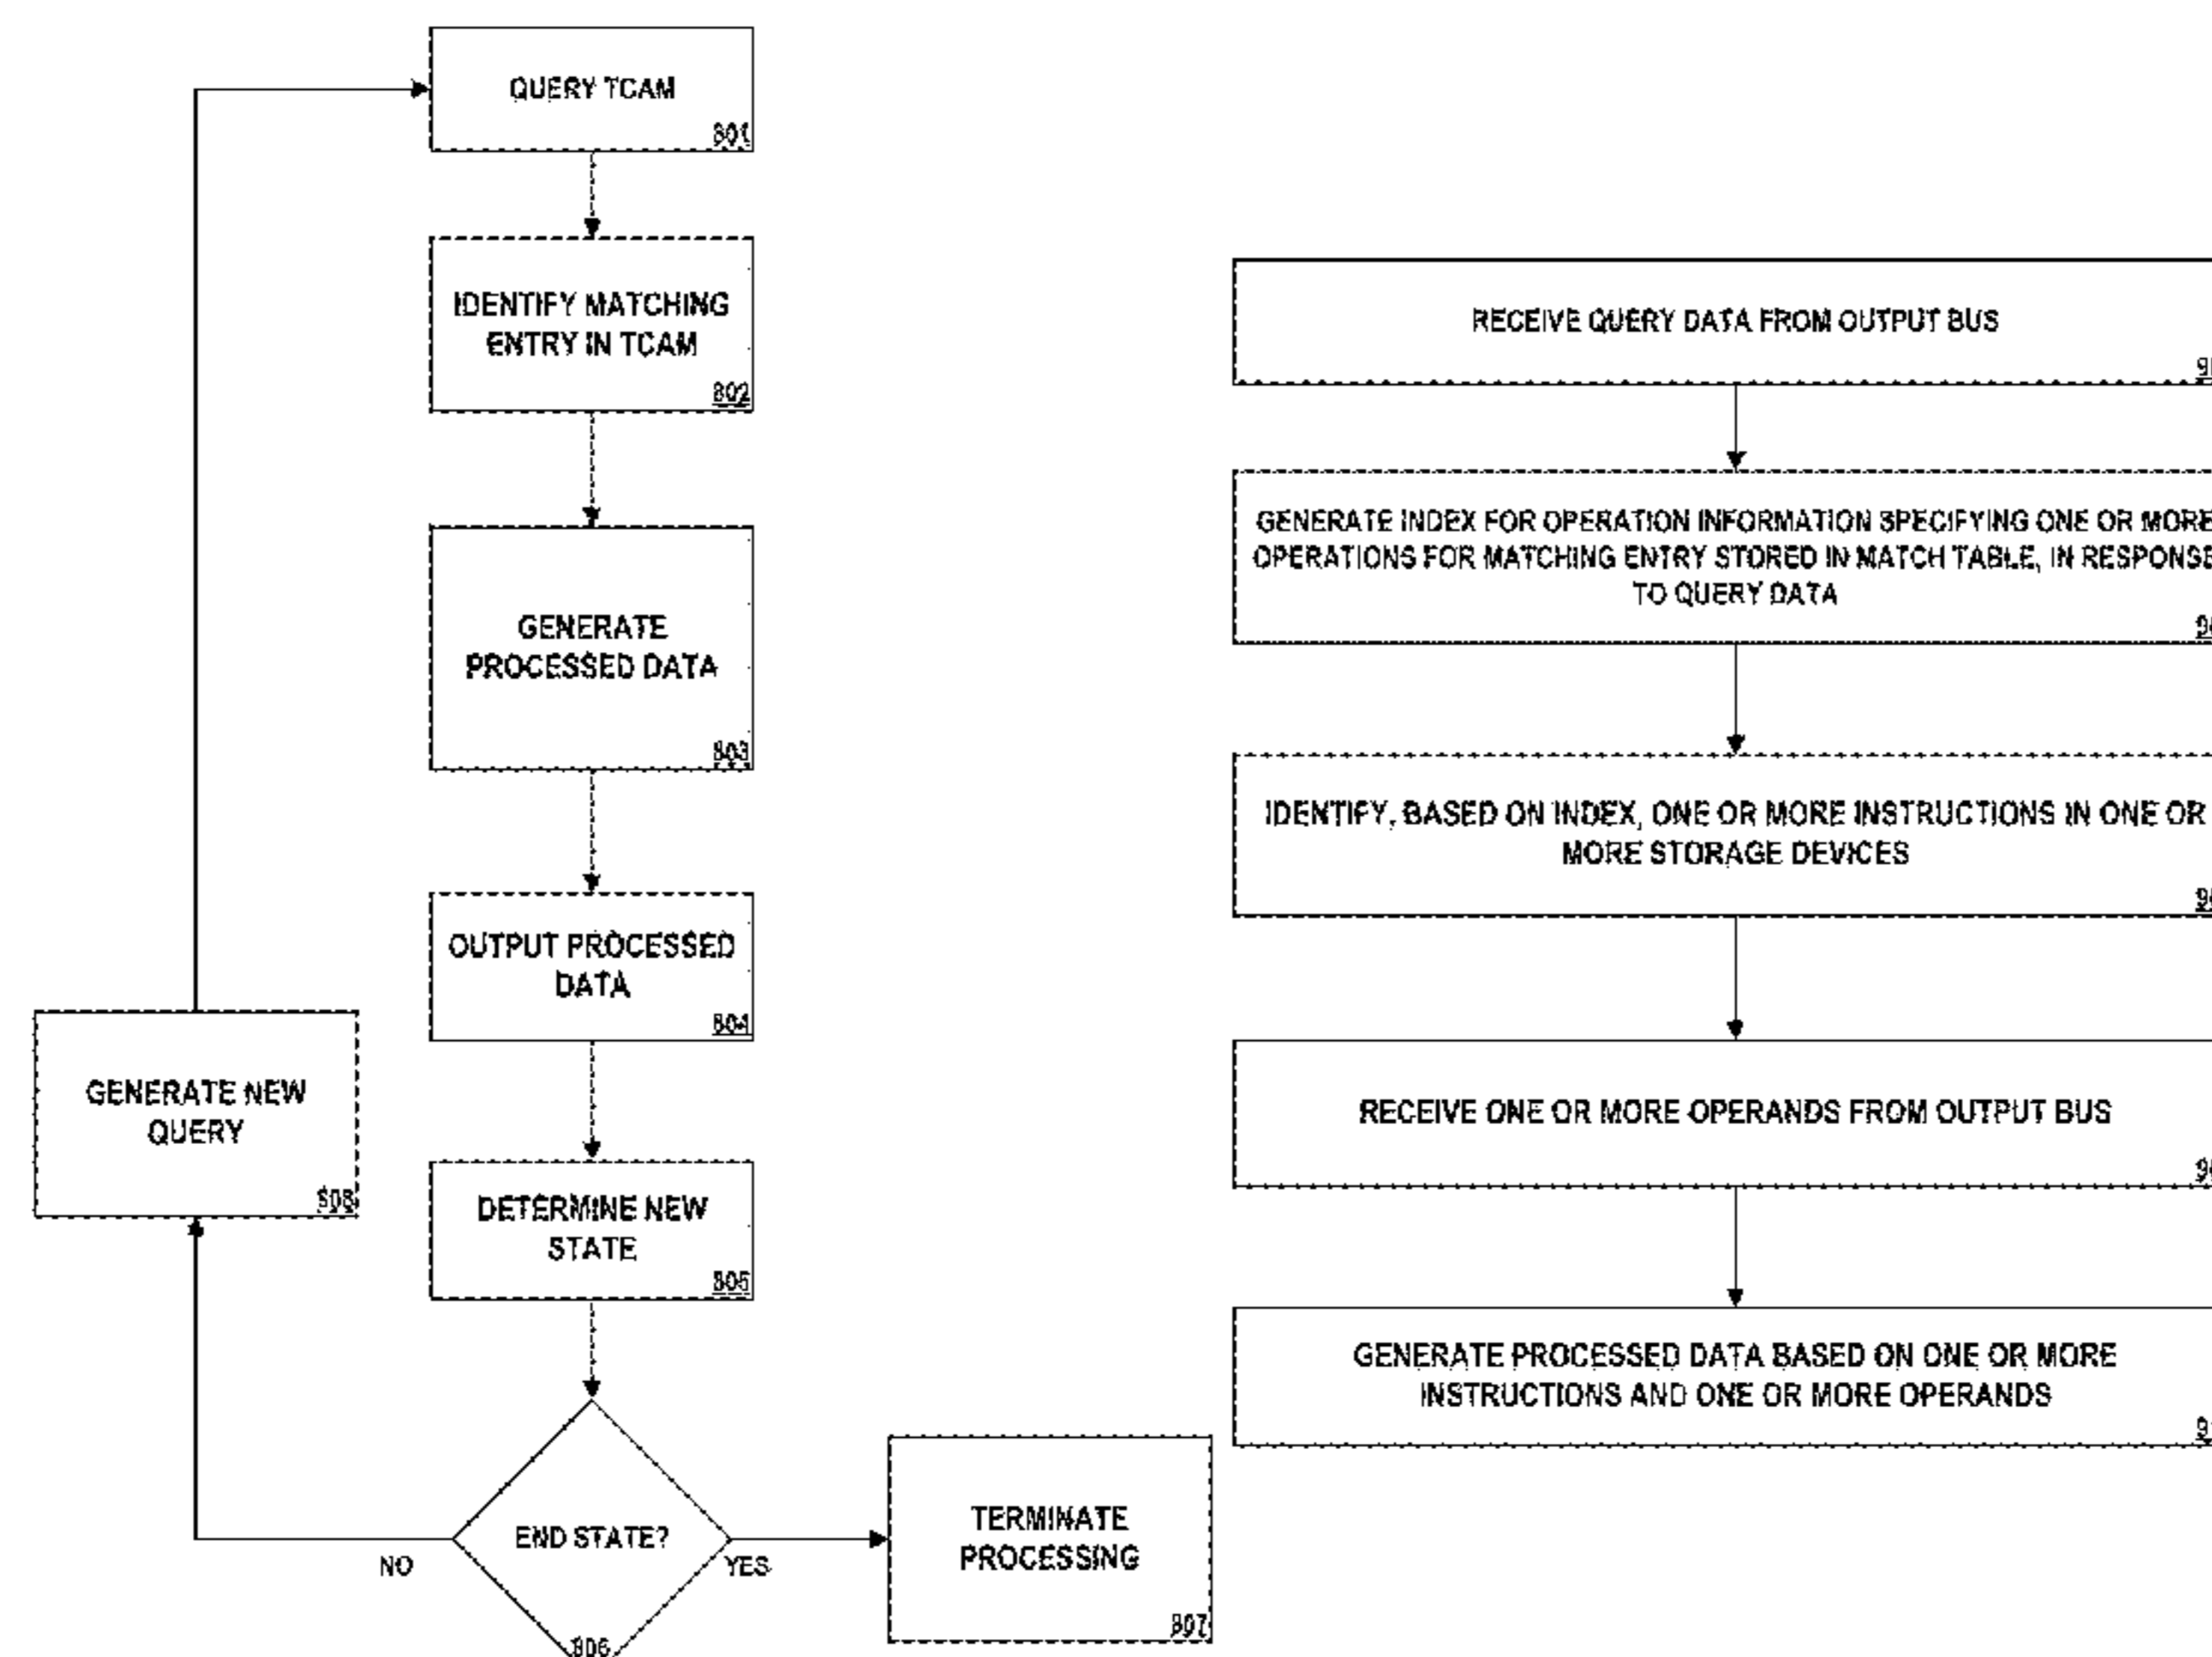 QUERY TCAM
801
IDENTIFY MATCHING
ENTRY IN TCAM
802
GENERATE
PROCESSED DATA
803
OUTPUT PROCESSED
DATA
804
DETERMINE NEW
STATE
805
END STATE?
806
NO
YES
GENERATE NEW
QUERY
808
TERMINATE
PROCESSING
807
RECEIVE QUERY DATA FROM OUTPUT BUS
GENERATE INDEX FOR OPERATION INFORMATION SPECIFYING ONE OR MORE
OPERATIONS FOR MATCHING ENTRY STORED IN MATCH TABLE, IN RESPONSE
TO QUERY DATA
IDENTIFY, BASED ON INDEX, ONE OR MORE INSTRUCTIONS IN ONE OR
MORE STORAGE DEVICES
RECEIVE ONE OR MORE OPERANDS FROM OUTPUT BUS
GENERATE PROCESSED DATA BASED ON ONE OR MORE
INSTRUCTIONS AND ONE OR MORE OPERANDS